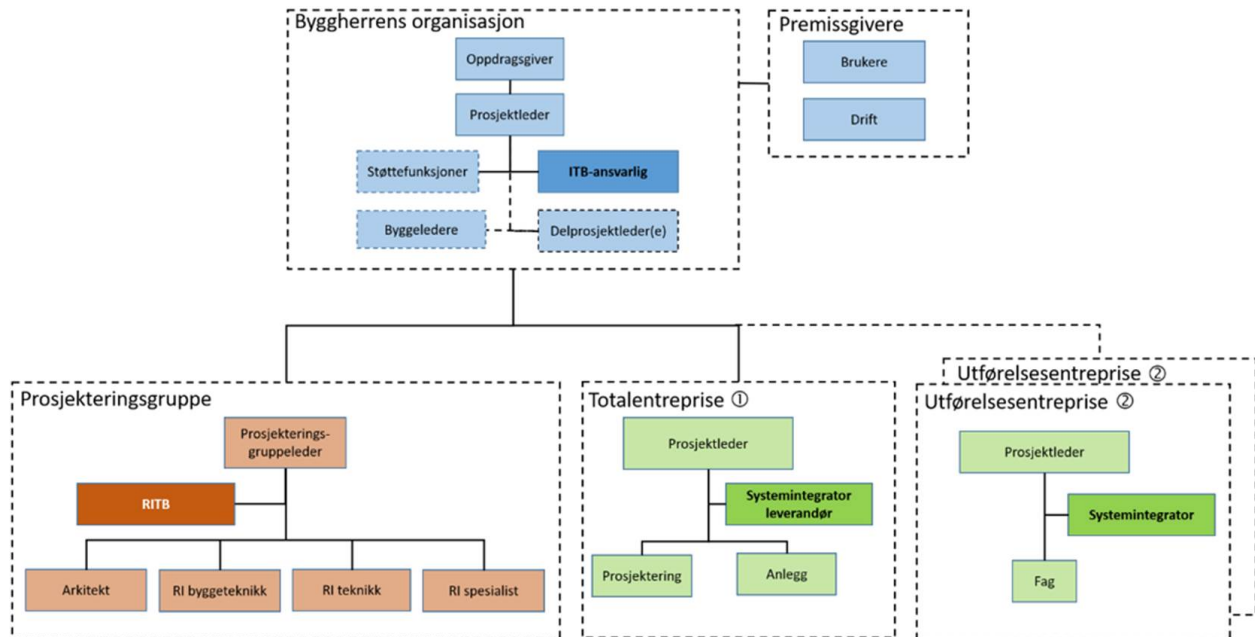 Byggherrens organisasjon
Oppdragsgiver
Prosjektleder
Støttefunksjoner
ITB-ansvarlig
Byggeledere
Delprosjektleder(e)
Premissgivere
Brukere
Drift
Prosjekteringsgruppe
Prosjekterings-
gruppeleder
RITB
Arkitekt
RI byggeteknikk
RI teknikk
RI spesialist
Totalentreprise ①
Prosjektleder
Systemintegrator
leverandør
Prosjektering
Anlegg
Utførelsesentreprise ②
Utførelsesentreprise ②
Prosjektleder
Systemintegrator
Fag